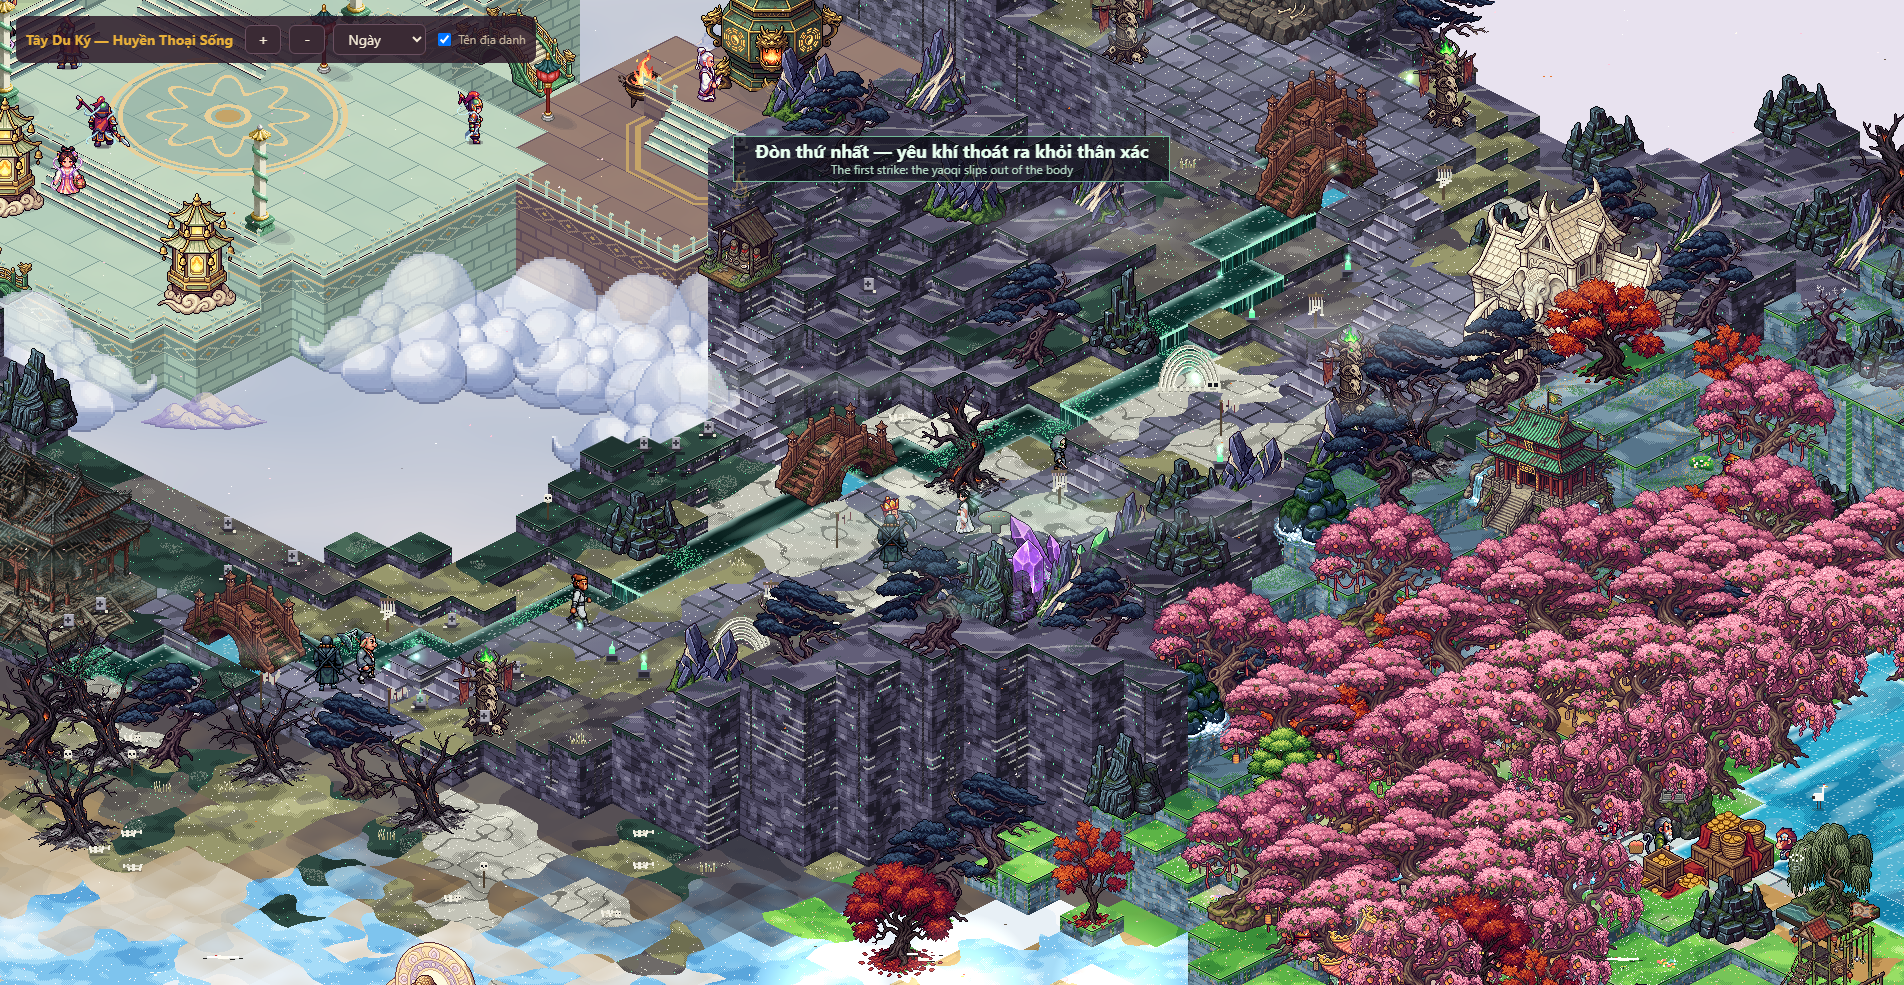 Tây Du Ký — Huyền Thoại Sống
+
-
Ngày
Tên địa danh
Đòn thứ nhất — yêu khí thoát ra khỏi thân xác
The first strike: the yaoqi slips out of the body